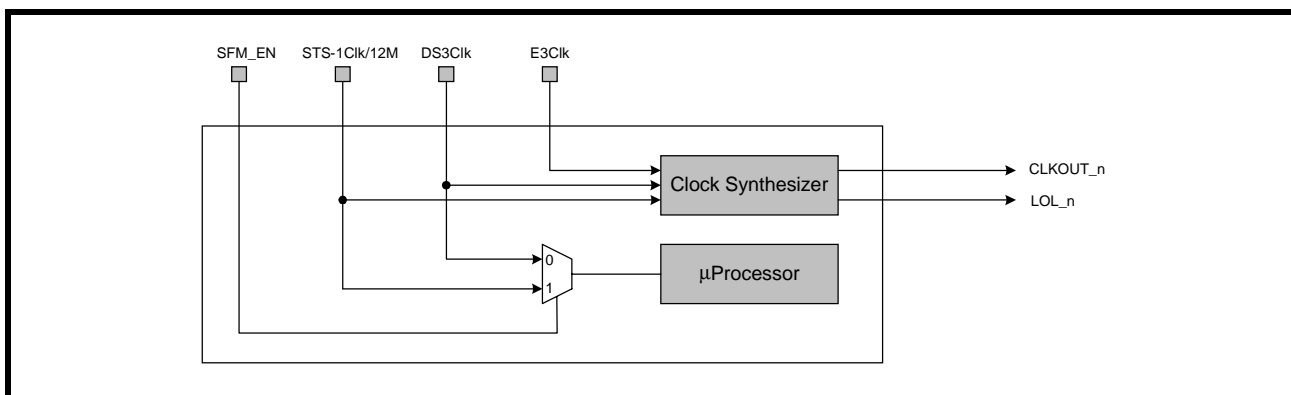 SFM_EN STS-1Clk/12M DS3Clk E3Clk
Clock Synthesizer
CLKOUT_n
LOL_n
0
1
μProcessor